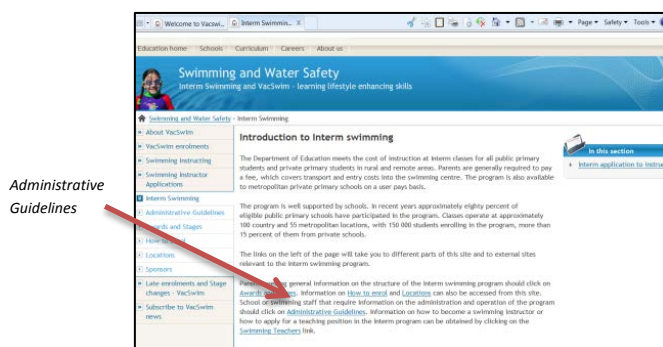 Welcome to Vacswi..
Interim Swimmin... X
Page Safety Tools
Education home Schools Curriculum Careers About us
Swimming and Water Safety
Interim Swimming and VacSwim - learning lifestyle enhancing skills
Swimming and Water Safety › Interim Swimming
About VacSwim
VacSwim enrolments
Swimming Instructing
Swimming Instructor
Applications
Interim Swimming
Administrative Guidelines
Awards and Stages
How to
Locations
Sponsors
Late enrolments and Stage
changes - VacSwim
Subscribe to VacSwim
news
Introduction to Interim swimming
The Department of Education meets the cost of instruction at interm classes for all public primary
students and private primary students in rural and remote areas. Parents are generally required to pay
a fee, which covers transport and entry costs into the swimming centre. The program is also available
to metropolitan private primary schools on a user pays basis.
The program is well supported by schools. In recent years approximately eighty percent of
eligible public primary schools have participated in the program. Classes operate at approximately
100 country and 55 metropolitan locations, with 150 000 students enrolling in the program, more than
15 percent of them from private schools.
The links on the left of the page will take you to different parts of this site and to external sites
relevant to the interm swimming program.
general information on the structure of the interm swimming program should click on
Awards . Information on How to enrol and Locations can also be accessed from this site.
School or swimming staff that require information on the administration and operation of the program
should click on Administrative Guidelines. Information on how to become a swimming instructor or
how to apply for a teaching position in the interm program can be obtained by clicking on the
Swimming Teachers link.
In this section
Interm application to Instru
Administrative
Guidelines